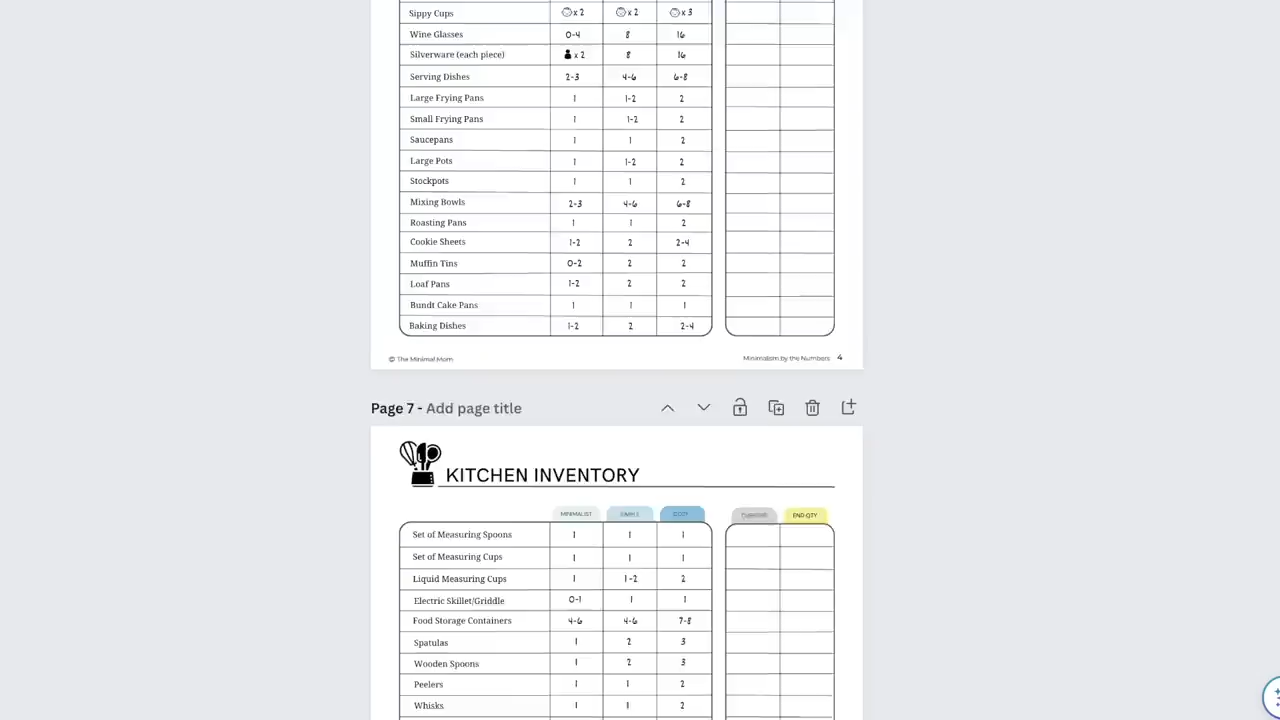 Sippy Cups x 2 x 2 x 3
Wine Glasses 0-4 8 16
Silverware (each piece) x 2 8 16
Serving Dishes 2-3 4-6 6-8
Large Frying Pans 1 1-2 2
Small Frying Pans 1 1-2 2
Saucepans 1 1 2
Large Pots 1 1-2 2
Stockpots 1 1 2
Mixing Bowls 2-3 4-6 6-8
Roasting Pans 1 1 2
Cookie Sheets 1-2 2 2-4
Muffin Tins 0-2 2 2
Loaf Pans 1-2 2 2
Bundt Cake Pans 1 1 1
Baking Dishes 1-2 2 2-4
© The Minimal Mom Minimalism by the Numbers 4
Page 7 - Add page title
KITCHEN INVENTORY
MINIMALIST SIMPLE COZY END QTY
Set of Measuring Spoons 1 1 1
Set of Measuring Cups 1 1 1
Liquid Measuring Cups 1 1-2 2
Electric Skillet/Griddle 0-1 1 1
Food Storage Containers 4-6 4-6 7-8
Spatulas 1 2 3
Wooden Spoons 1 2 3
Peelers 1 1 2
Whisks 1 1 2